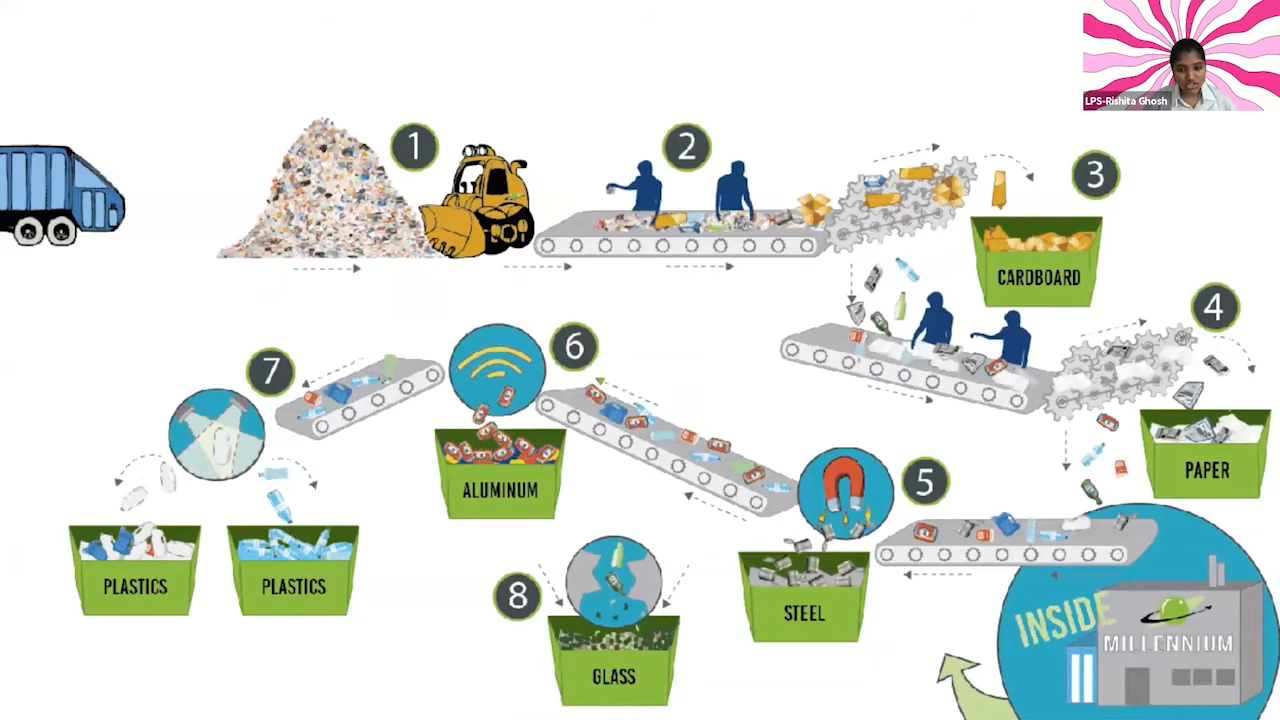 LPS-Rishita Ghosh
1
2
3
CARDBOARD
4
PAPER
5
STEEL
6
ALUMINUM
7
PLASTICS
PLASTICS
8
GLASS
INSIDE
MILLENNIUM